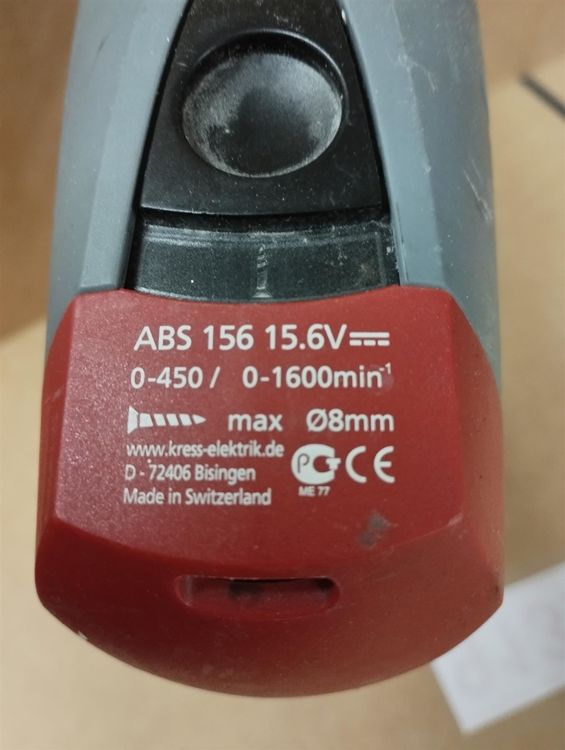 ABS 156 15.6V
0-450 / 0-1600min⁻¹
max Ø8mm
www.kress-elektrik.de
D - 72406 Bisingen
Made in Switzerland
PG CE
ME 77